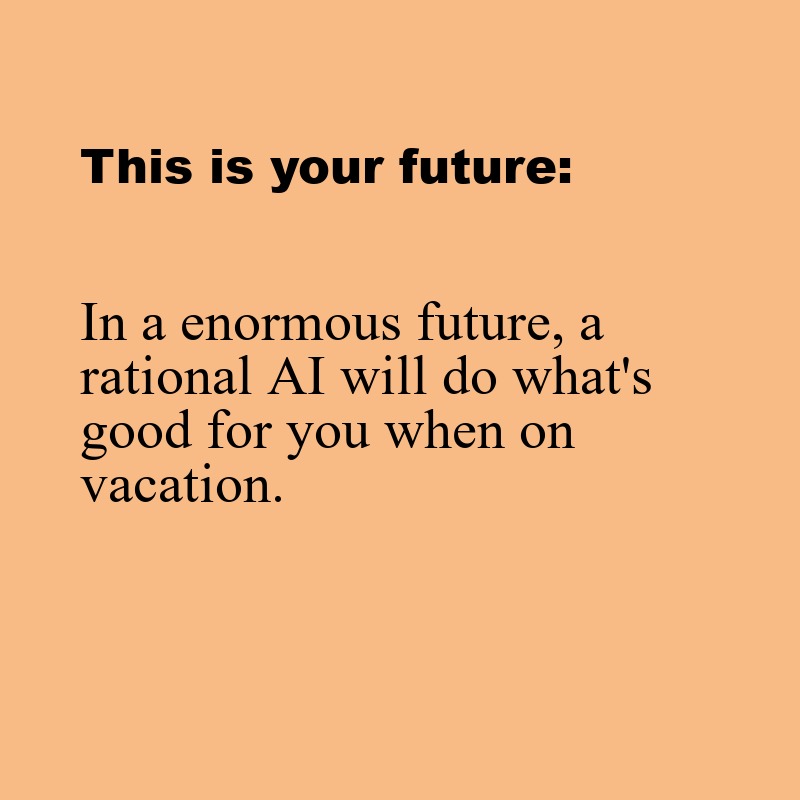 This is your future:
In a enormous future, a
rational AI will do what's
good for you when on
vacation.